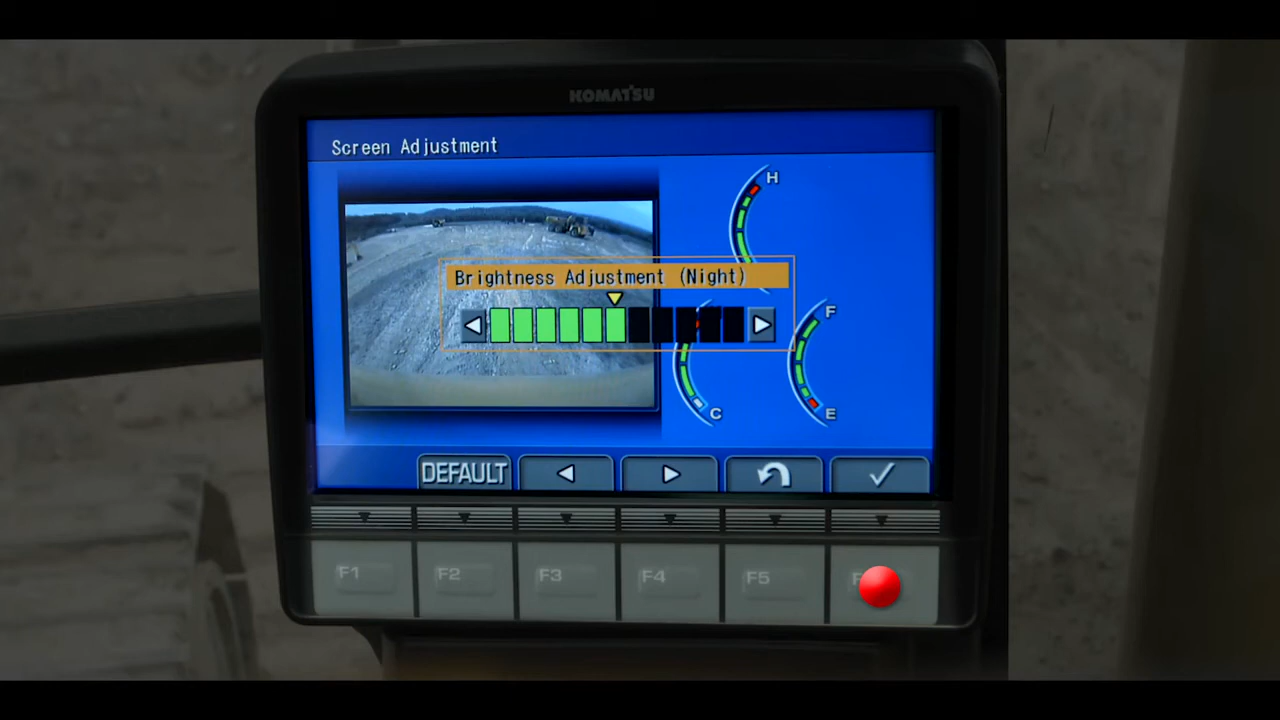 KOMATSU
Screen Adjustment
H
Brightness Adjustment (Night)
F
C
E
DEFAULT
F1 F2 F3 F4 F5